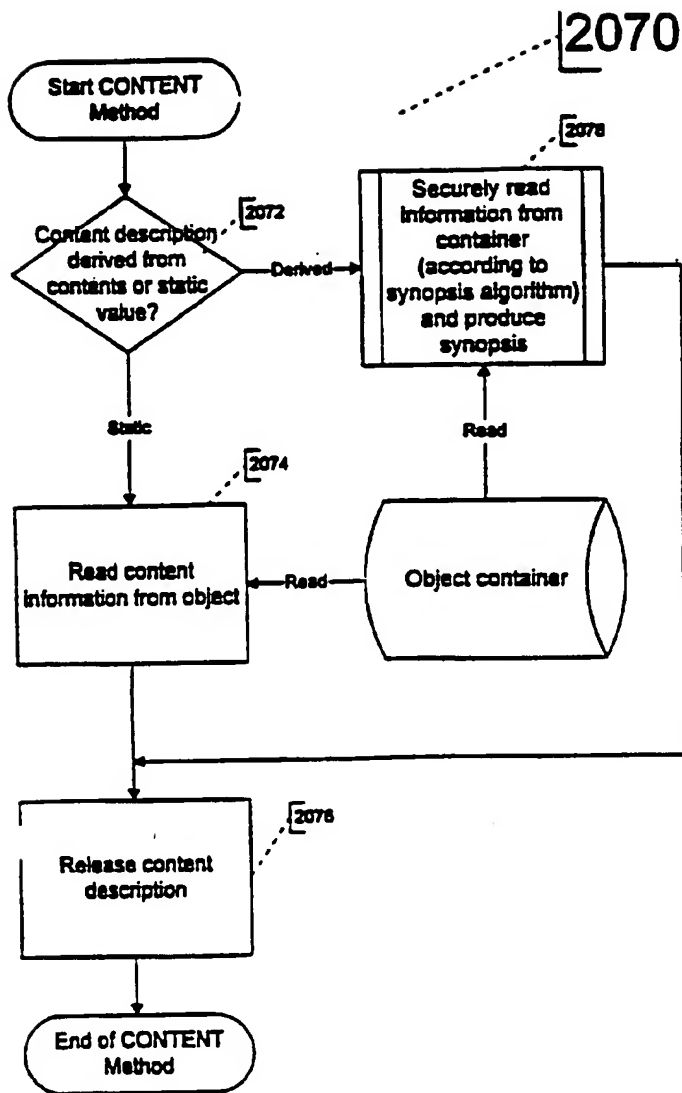 2070
Start CONTENT
Method
2072
Content description
derived from
contents or static
value?
Derived
2078
Securely read
information from
container
(according to
synopsis algorithm)
and produce
synopsis
Static
Read
2074
Read content
information from object
Read
Object container
2076
Release content
description
End of CONTENT
Method